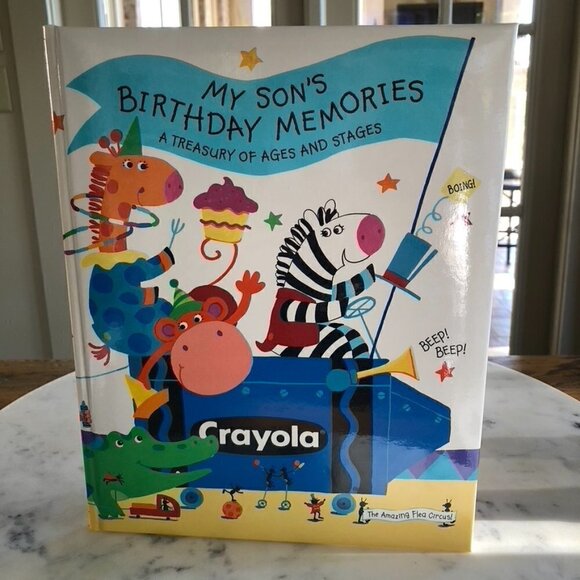 MY SON'S
BIRTHDAY MEMORIES
A TREASURY OF AGES AND STAGES
BOING!
BEEP!
BEEP!
Crayola
The Amazing Flea Circus!